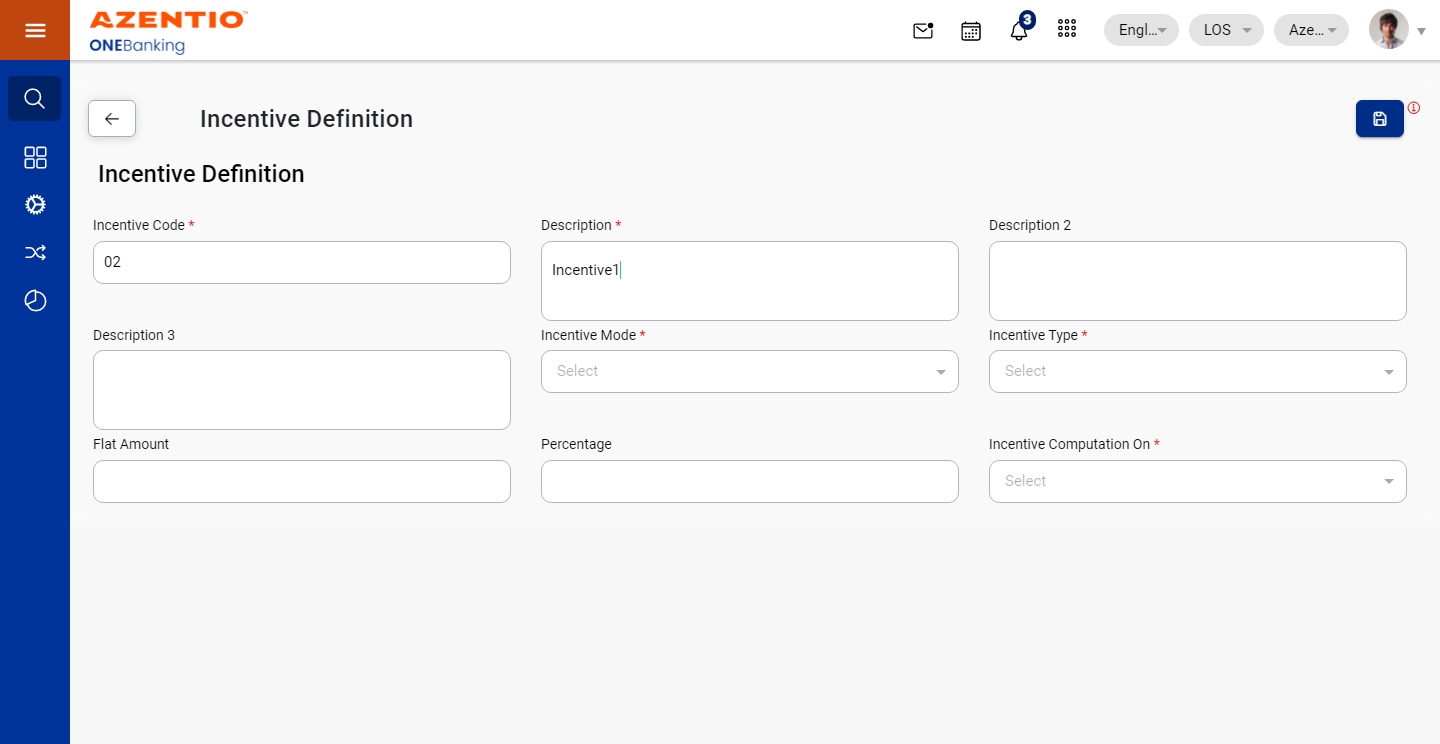 AZENTIO™
ONEBanking
3
Engl...
LOS
Aze...
Incentive Definition
Incentive Definition
Incentive Code *
Description *
Description 2
02
Incentive1
Description 3
Incentive Mode *
Incentive Type *
Select
Select
Flat Amount
Percentage
Incentive Computation On *
Select